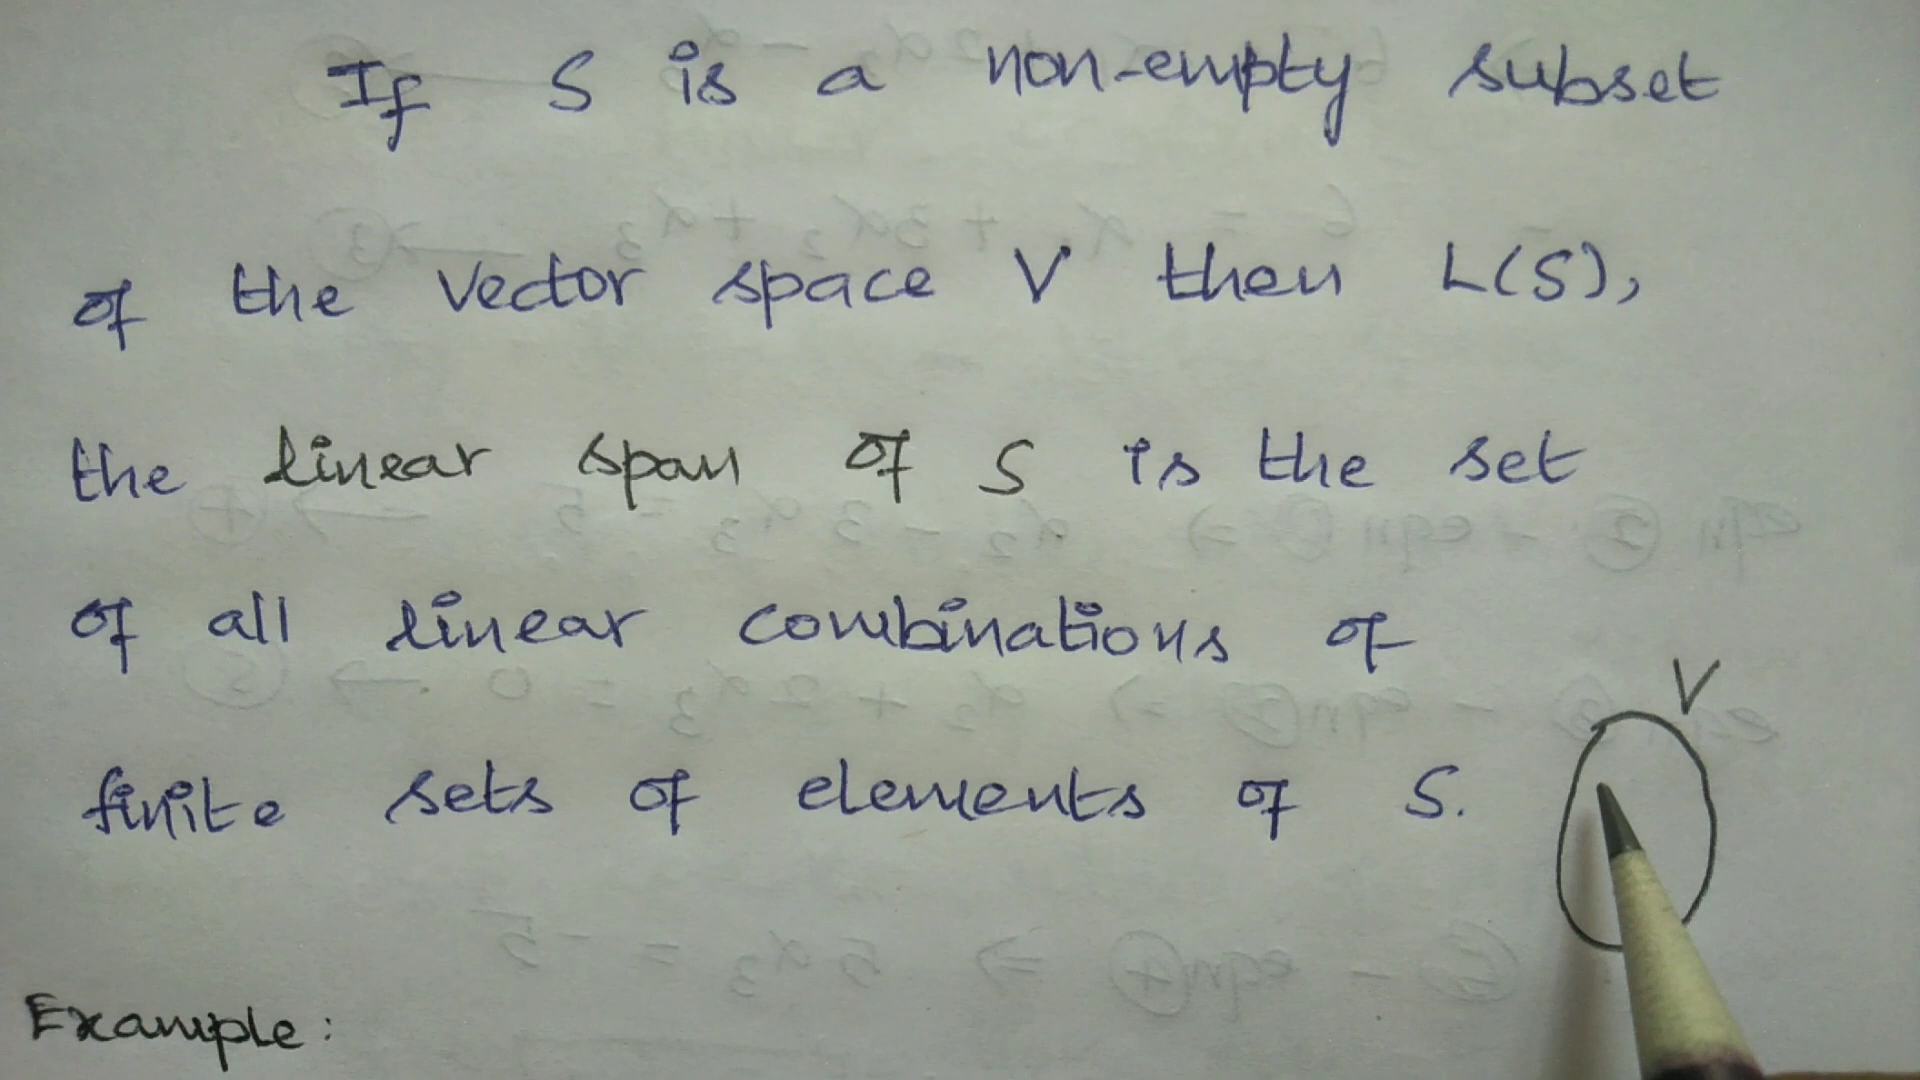 If S is a non-empty subset
of the vector space V then L(S),
the linear span of S is the set
of all linear combinations of
finite sets of elements of S.
V
Example: